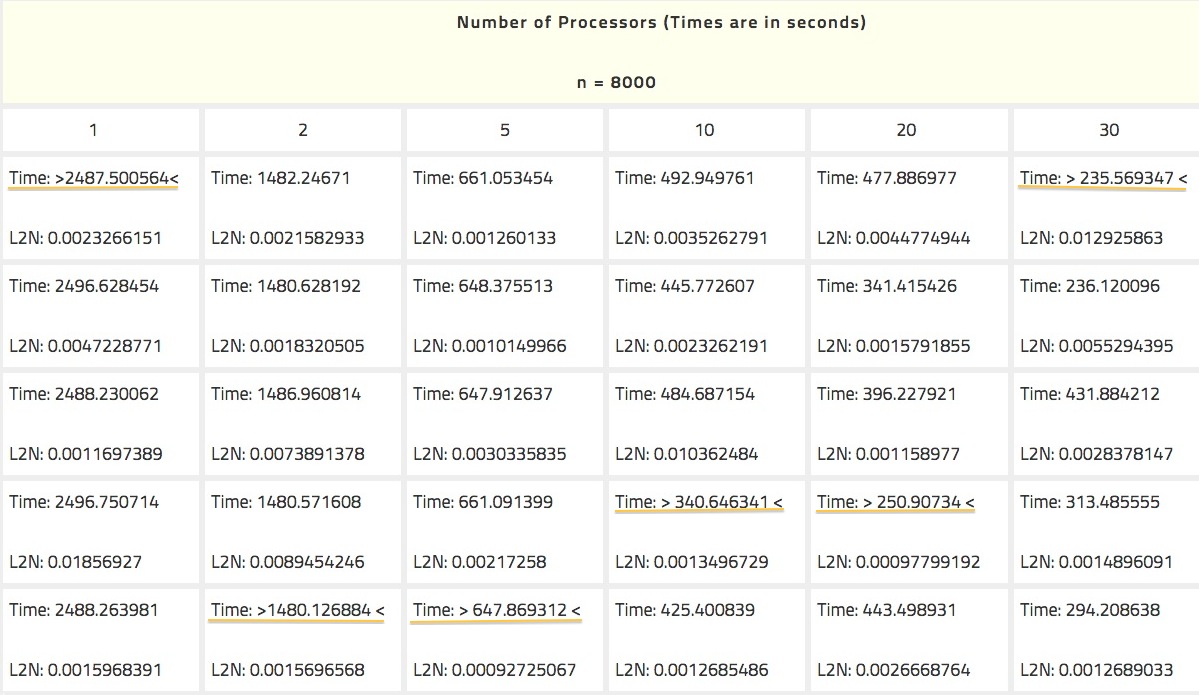 Number of Processors (Times are in seconds)
n = 8000
1 2 5 10 20 30
Time: >2487.500564< Time: 1482.24671 Time: 661.053454 Time: 492.949761 Time: 477.886977 Time: > 235.569347 <
L2N: 0.0023266151 L2N: 0.0021582933 L2N: 0.001260133 L2N: 0.0035262791 L2N: 0.0044774944 L2N: 0.012925863
Time: 2496.628454 Time: 1480.628192 Time: 648.375513 Time: 445.772607 Time: 341.415426 Time: 236.120096
L2N: 0.0047228771 L2N: 0.0018320505 L2N: 0.0010149966 L2N: 0.0023262191 L2N: 0.0015791855 L2N: 0.0055294395
Time: 2488.230062 Time: 1486.960814 Time: 647.912637 Time: 484.687154 Time: 396.227921 Time: 431.884212
L2N: 0.0011697389 L2N: 0.0073891378 L2N: 0.0030335835 L2N: 0.010362484 L2N: 0.001158977 L2N: 0.0028378147
Time: 2496.750714 Time: 1480.571608 Time: 661.091399 Time: > 340.646341 < Time: > 250.90734 < Time: 313.485555
L2N: 0.01856927 L2N: 0.0089454246 L2N: 0.00217258 L2N: 0.0013496729 L2N: 0.00097799192 L2N: 0.0014896091
Time: 2488.263981 Time: >1480.126884 < Time: > 647.869312 < Time: 425.400839 Time: 443.498931 Time: 294.208638
L2N: 0.0015968391 L2N: 0.0015696568 L2N: 0.00092725067 L2N: 0.0012685486 L2N: 0.0026668764 L2N: 0.0012689033